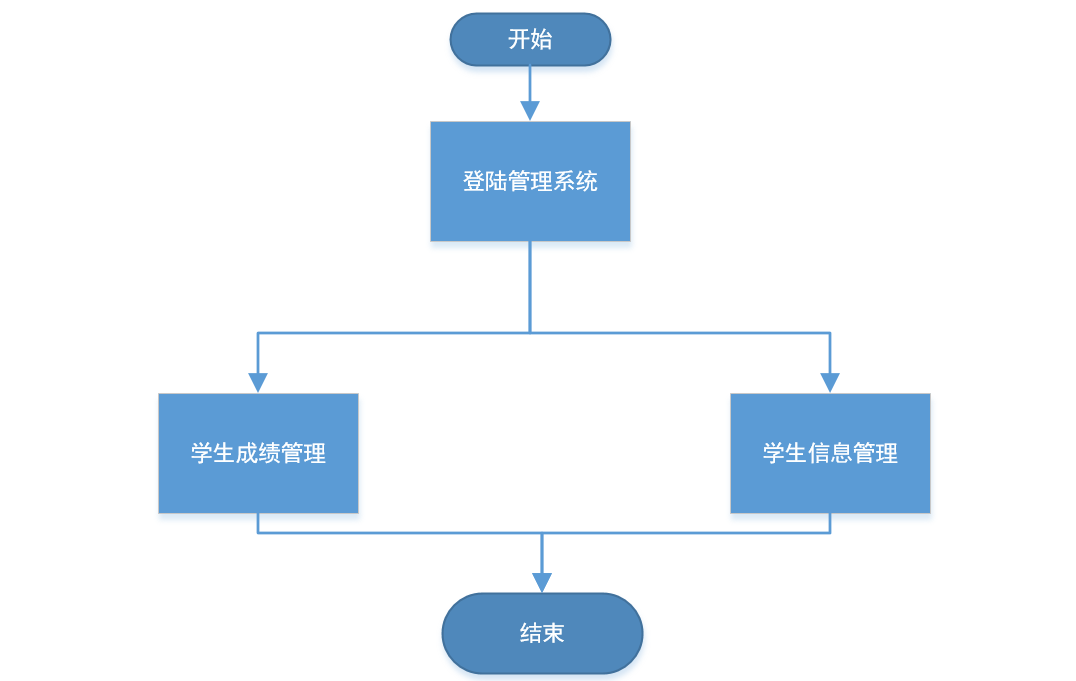 开始
登陆管理系统
学生成绩管理
学生信息管理
结束